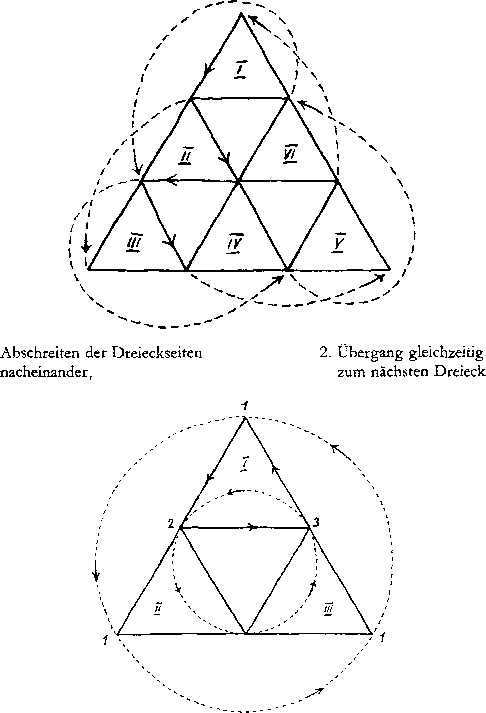 I
II
VI
III
IV
V
Abschreiten der Dreieckseiten
nacheinander,
2. Übergang gleichzeitig
zum nächsten Dreieck
1
I
2
3
II
III
1
1